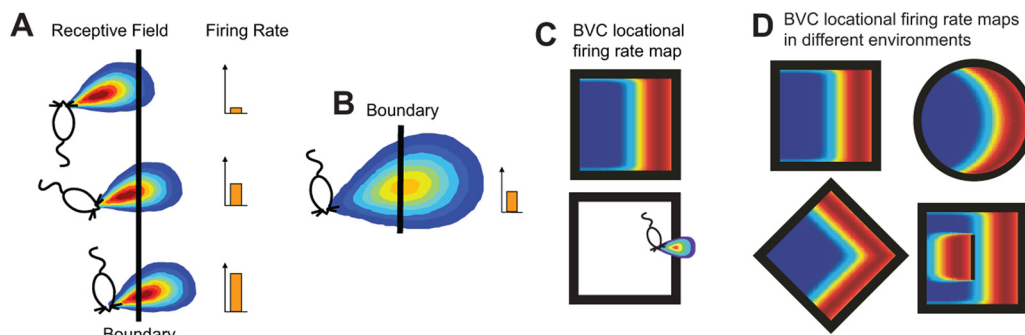 A
Receptive Field
Firing Rate
Boundary
B
Boundary
C
BVC locational
firing rate map
D
BVC locational firing rate maps
in different environments